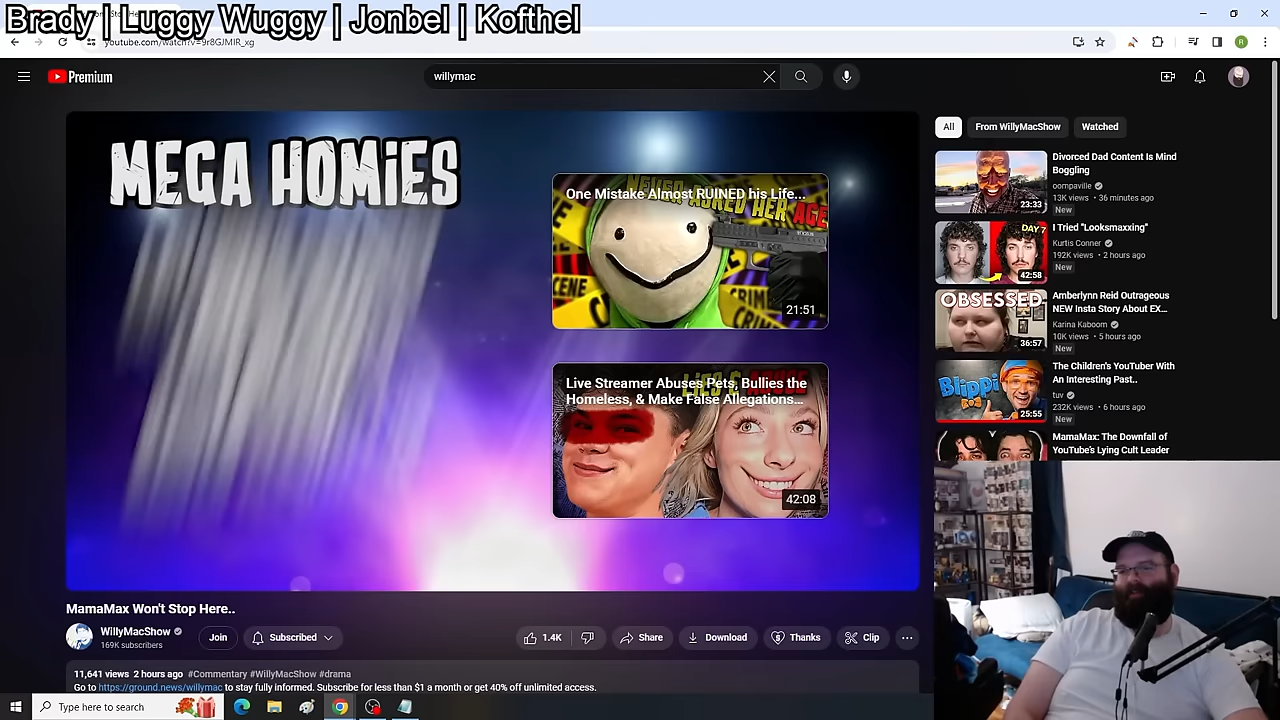 Brady | Luggy Wuggy | Jonbel | Kofthel
youtube.com/watch?v=9r8GJMIR_xg
R
Premium
willymac
MEGA HOMiES
One Mistake Almost RUINED his Life...
NEVER ASKED HER AGE
21:51
Live Streamer Abuses Pets, Bullies the
Homeless, & Make False Allegations...
42:08
MamaMax Won't Stop Here..
WillyMacShow
169K subscribers
Join
Subscribed
1.4K
Share
Download
Thanks
Clip
11,641 views 2 hours ago #Commentary #WillyMacShow #drama
Go to https://ground.news/willymac to stay fully informed. Subscribe for less than $1 a month or get 40% off unlimited access.
All
From WillyMacShow
Watched
Divorced Dad Content Is Mind
Boggling
oompaville
13K views • 36 minutes ago
New
23:33
I Tried "Looksmaxxing"
Kurtis Conner
192K views • 2 hours ago
New
DAY 7
42:58
Amberlynn Reid Outrageous
NEW Insta Story About EX...
Karina Kaboom
10K views • 5 hours ago
New
OBSESSED
36:57
The Children's YouTuber With
An Interesting Past..
tuv
232K views • 6 hours ago
New
Blippi
25:55
MamaMax: The Downfall of
YouTube's Lying Cult Leader
Type here to search